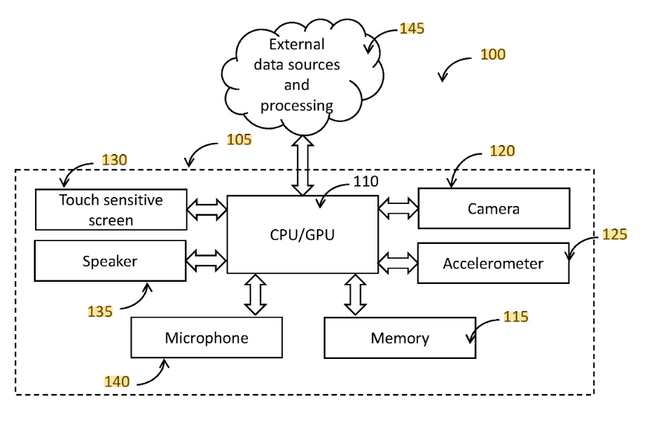 145
External
data sources
and
processing
100
105
130
120
110
Touch sensitive
screen
Camera
CPU/GPU
125
Speaker
Accelerometer
135
115
Microphone
Memory
140